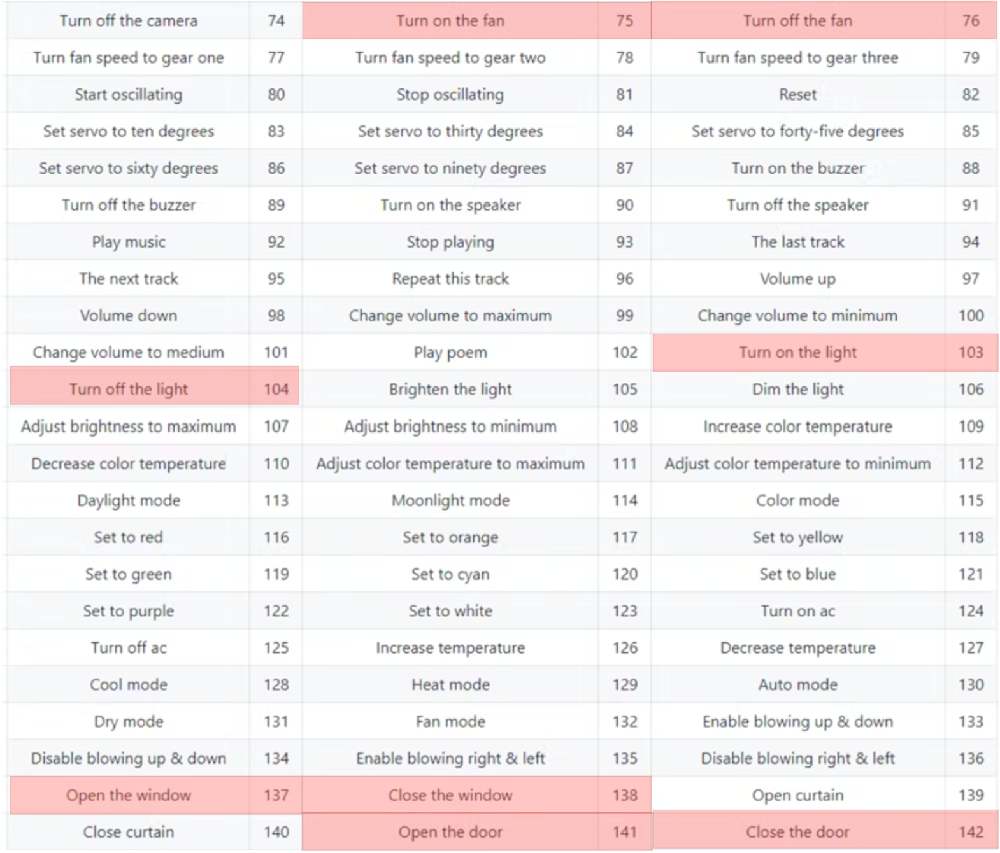 Turn off the camera 74 Turn on the fan 75 Turn off the fan 76
Turn fan speed to gear one 77 Turn fan speed to gear two 78 Turn fan speed to gear three 79
Start oscillating 80 Stop oscillating 81 Reset 82
Set servo to ten degrees 83 Set servo to thirty degrees 84 Set servo to forty-five degrees 85
Set servo to sixty degrees 86 Set servo to ninety degrees 87 Turn on the buzzer 88
Turn off the buzzer 89 Turn on the speaker 90 Turn off the speaker 91
Play music 92 Stop playing 93 The last track 94
The next track 95 Repeat this track 96 Volume up 97
Volume down 98 Change volume to maximum 99 Change volume to minimum 100
Change volume to medium 101 Play poem 102 Turn on the light 103
Turn off the light 104 Brighten the light 105 Dim the light 106
Adjust brightness to maximum 107 Adjust brightness to minimum 108 Increase color temperature 109
Decrease color temperature 110 Adjust color temperature to maximum 111 Adjust color temperature to minimum 112
Daylight mode 113 Moonlight mode 114 Color mode 115
Set to red 116 Set to orange 117 Set to yellow 118
Set to green 119 Set to cyan 120 Set to blue 121
Set to purple 122 Set to white 123 Turn on ac 124
Turn off ac 125 Increase temperature 126 Decrease temperature 127
Cool mode 128 Heat mode 129 Auto mode 130
Dry mode 131 Fan mode 132 Enable blowing up & down 133
Disable blowing up & down 134 Enable blowing right & left 135 Disable blowing right & left 136
Open the window 137 Close the window 138 Open curtain 139
Close curtain 140 Open the door 141 Close the door 142